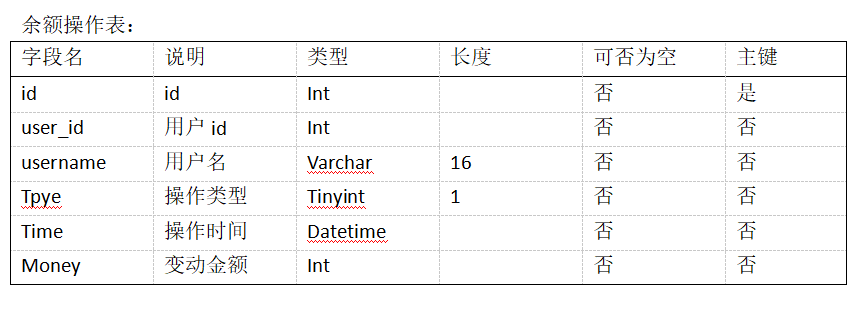 余额操作表：
字段名 说明 类型 长度 可否为空 主键
id id Int 否 是
user_id 用户 id Int 否 否
username 用户名 Varchar 16 否 否
Tpye 操作类型 Tinyint 1 否 否
Time 操作时间 Datetime 否 否
Money 变动金额 Int 否 否